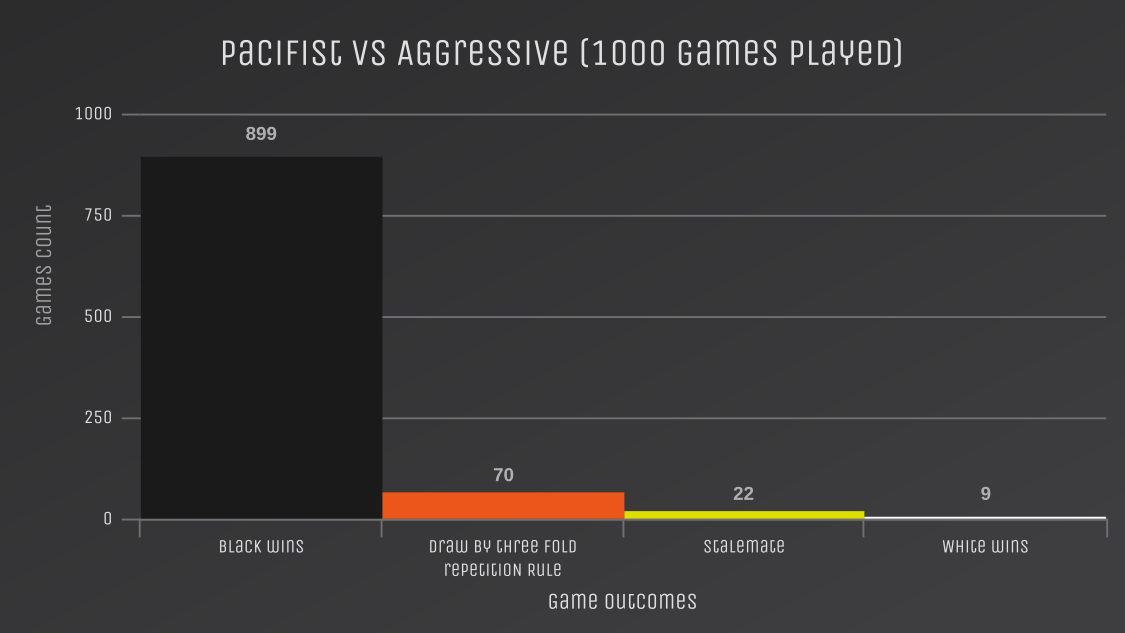 Pacifist vs Aggressive (1000 Games Played)
1000
899
750
Games Count
500
250
70
22
9
0
Black Wins
Draw by Three Fold
Repetition Rule
Stalemate
White Wins
Game Outcomes